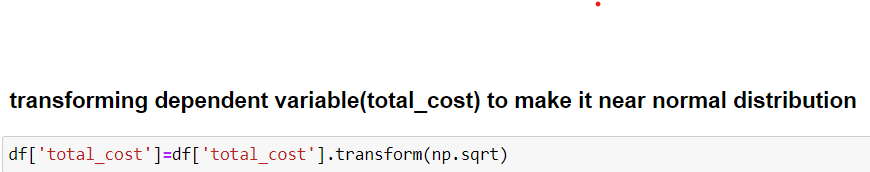 transforming dependent variable(total_cost) to make it near normal distribution
df['total_cost']=df['total_cost'].transform(np.sqrt)